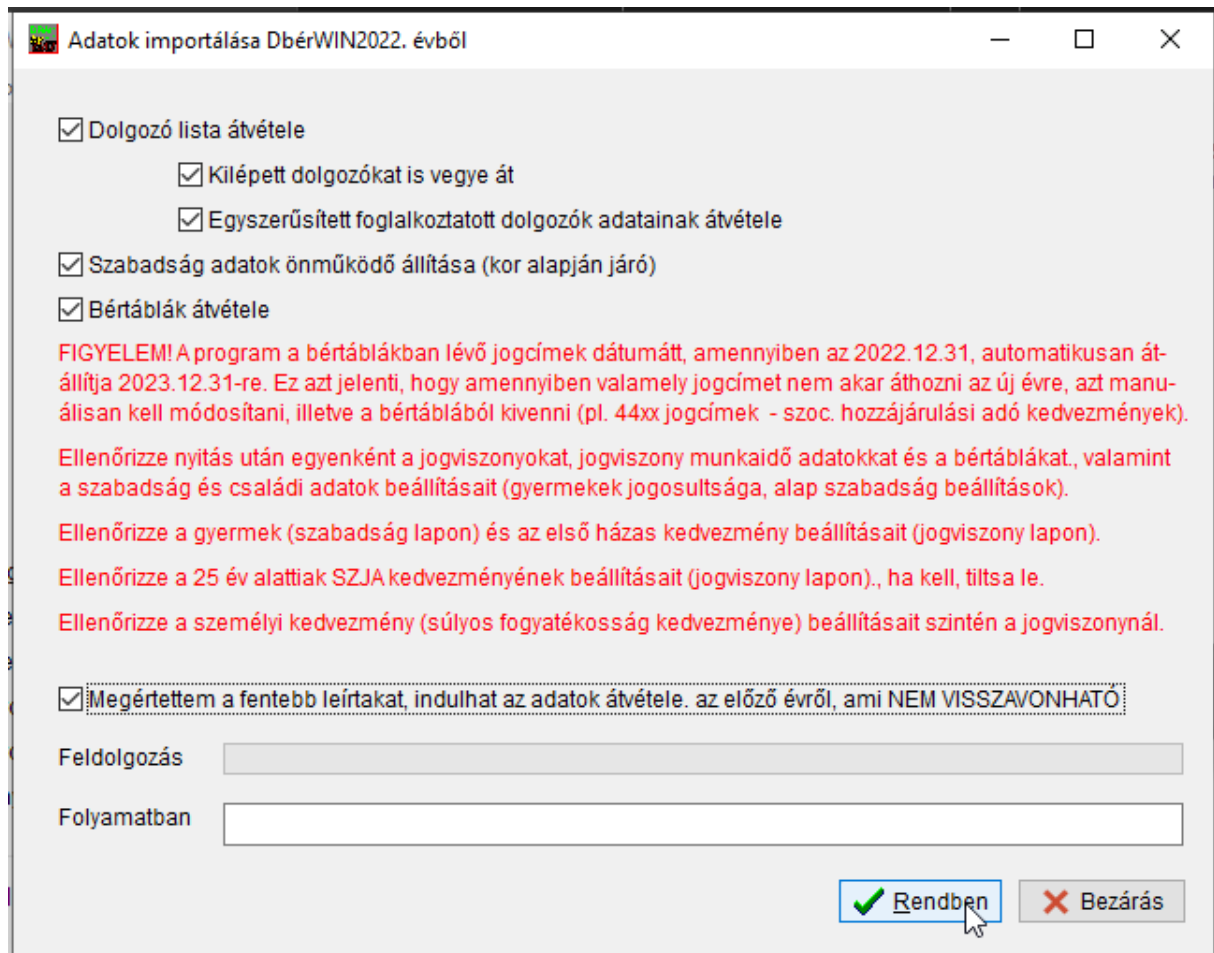 Adatok importálása DbérWIN2022. évből
Dolgozó lista átvétele
Kilépett dolgozókat is vegye át
Egyszerűsített foglalkoztatott dolgozók adatainak átvétele
Szabadság adatok önműködő állítása (kor alapján járó)
Bértáblák átvétele
FIGYELEM! A program a bértáblákban lévő jogcímek dátumátt, amennyiben az 2022.12.31, automatikusan át-
állítja 2023.12.31-re. Ez azt jelenti, hogy amennyiben valamely jogcímet nem akar áthozni az új évre, azt manu-
álisan kell módosítani, illetve a bértáblából kivenni (pl. 44xx jogcímek - szoc. hozzájárulási adó kedvezmények).
Ellenőrizze nyitás után egyenként a jogviszonyokat, jogviszony munkaidő adatokkat és a bértáblákat., valamint
a szabadság és családi adatok beállításait (gyermekek jogosultsága, alap szabadság beállítások).
Ellenőrizze a gyermek (szabadság lapon) és az első házas kedvezmény beállításait (jogviszony lapon).
Ellenőrizze a 25 év alattiak SZJA kedvezményének beállításait (jogviszony lapon)., ha kell, tiltsa le.
Ellenőrizze a személyi kedvezmény (súlyos fogyatékosság kedvezménye) beállításait szintén a jogviszonynál.
Megértettem a fentebb leírtakat, indulhat az adatok átvétele. az előző évről, ami NEM VISSZAVONHATÓ
Feldolgozás
Folyamatban
Rendben
Bezárás